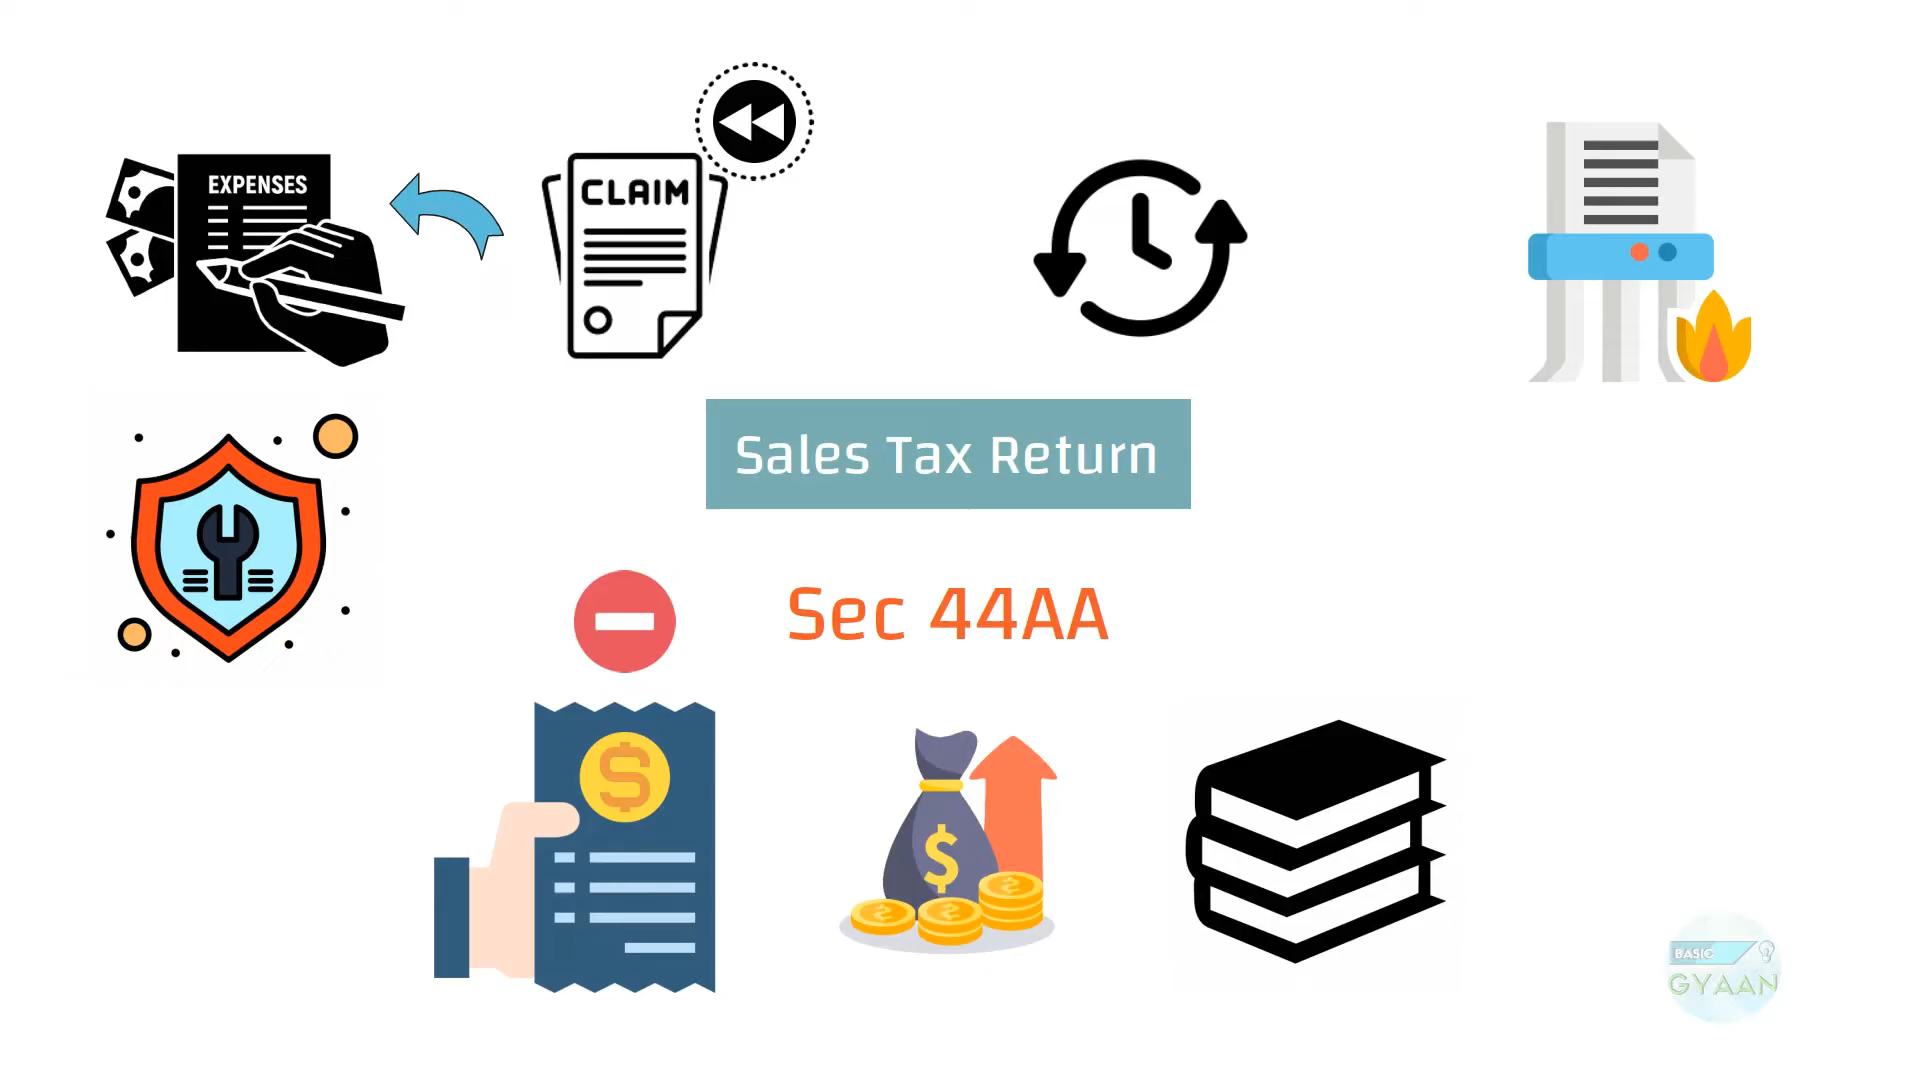 EXPENSES
CLAIM
Sales Tax Return
Sec 44AA
$
$
BASIC
GYAAN